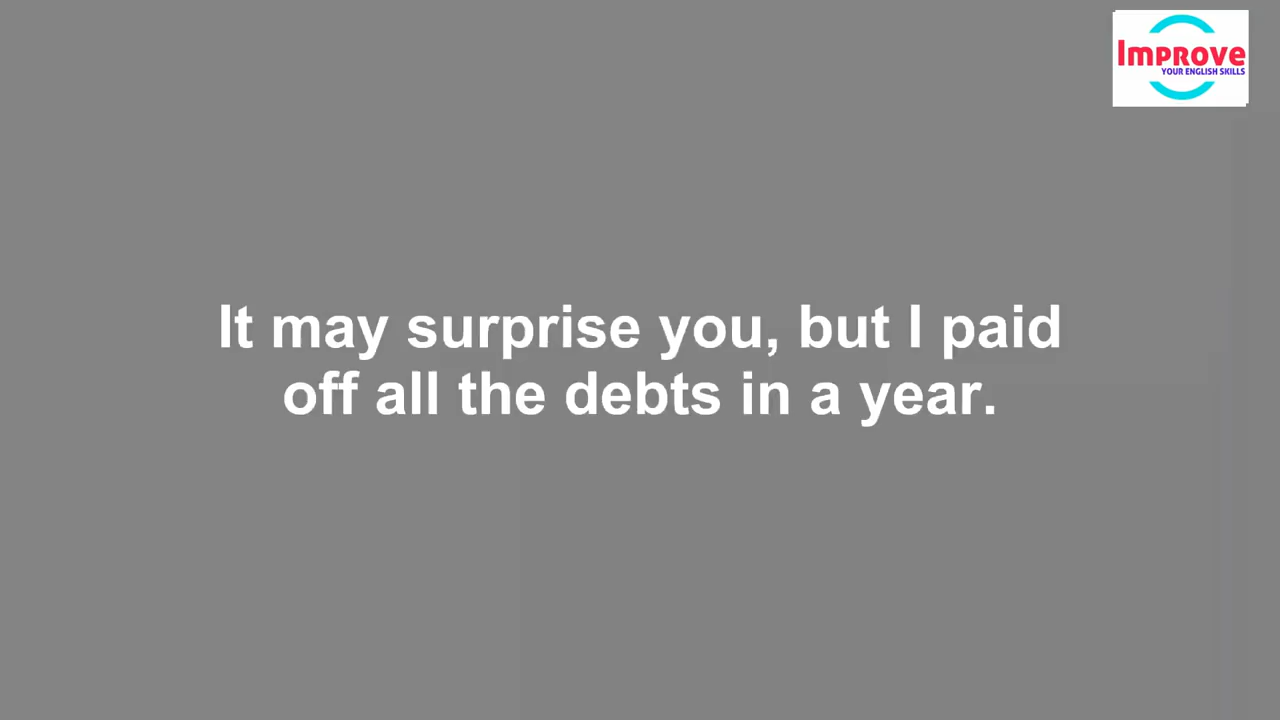 Improve
YOUR ENGLISH SKILLS
It may surprise you, but I paid
off all the debts in a year.